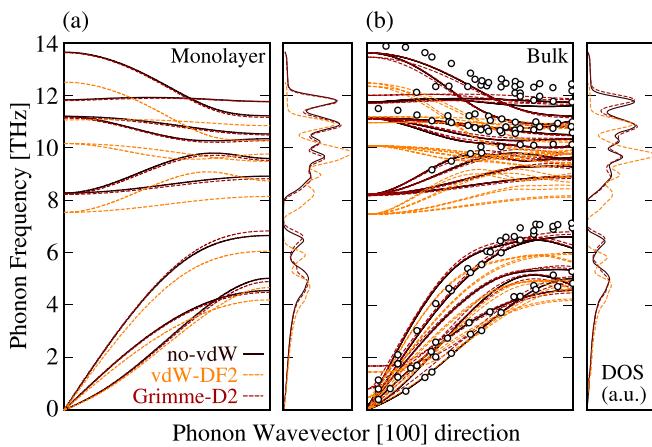 (a)
(b)
14
12
10
8
6
4
2
0
Phonon Frequency [THz]
Monolayer
Bulk
no-vdW
vdW-DF2
Grimme-D2
DOS
(a.u.)
Phonon Wavevector [100] direction